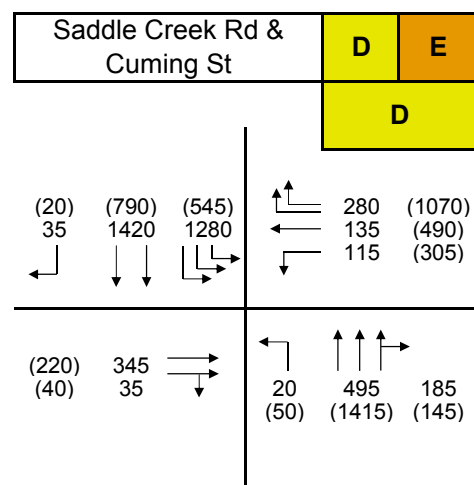 Saddle Creek Rd &
Cuming St
D E
D
(20) (790) (545)
35 1420 1280
280 (1070)
135 (490)
115 (305)
(220) 345
(40) 35
20 495 185
(50) (1415) (145)